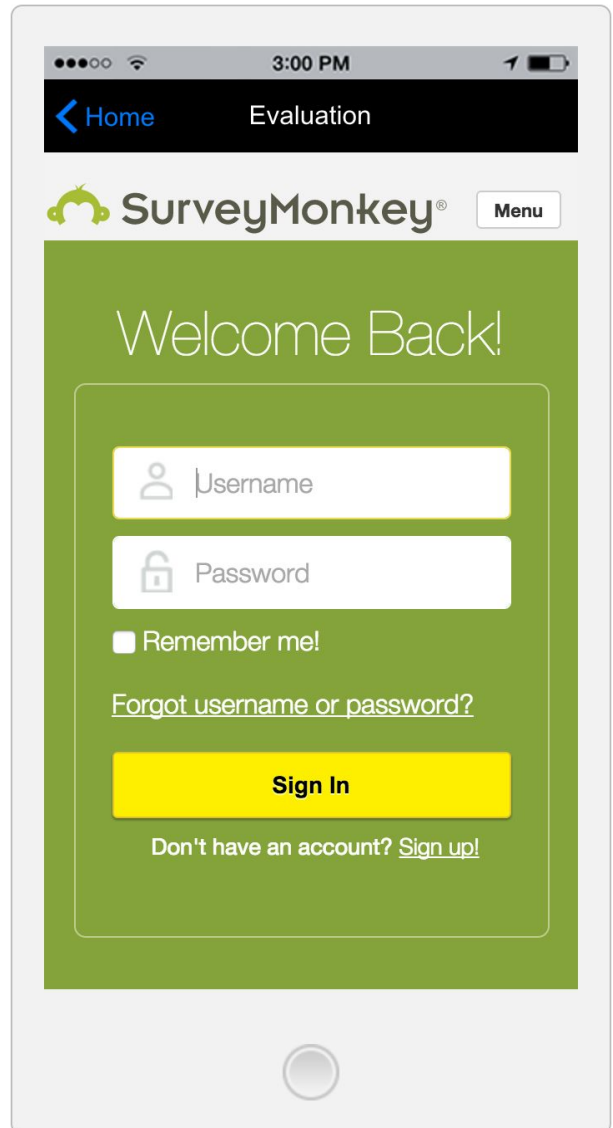 3:00 PM
Home Evaluation
SurveyMonkey® Menu
Welcome Back!
Username
Password
Remember me!
Forgot username or password?
Sign In
Don't have an account? Sign up!